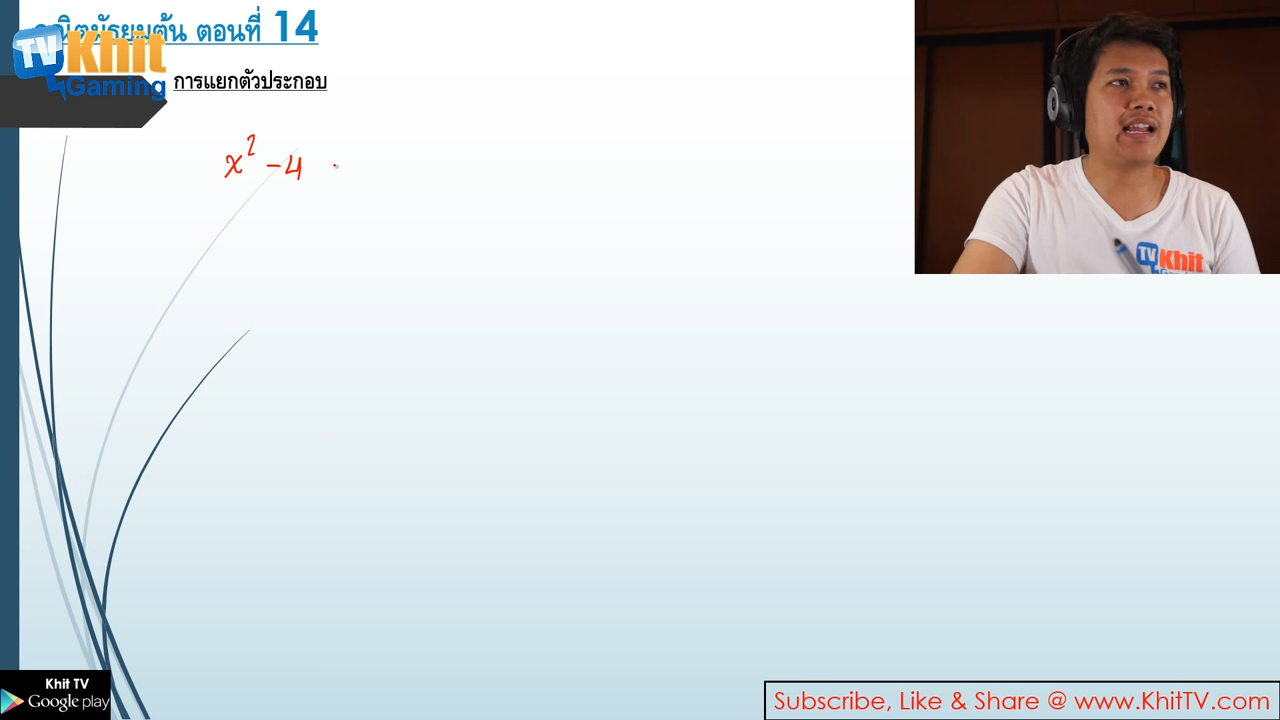 คณิตมัธยมต้น ตอนที่ 14
TV Khit
Gaming
การแยกตัวประกอบ
x² -4
TV Khit
Khit TV
Google play
Subscribe, Like & Share @ www.KhitTV.com